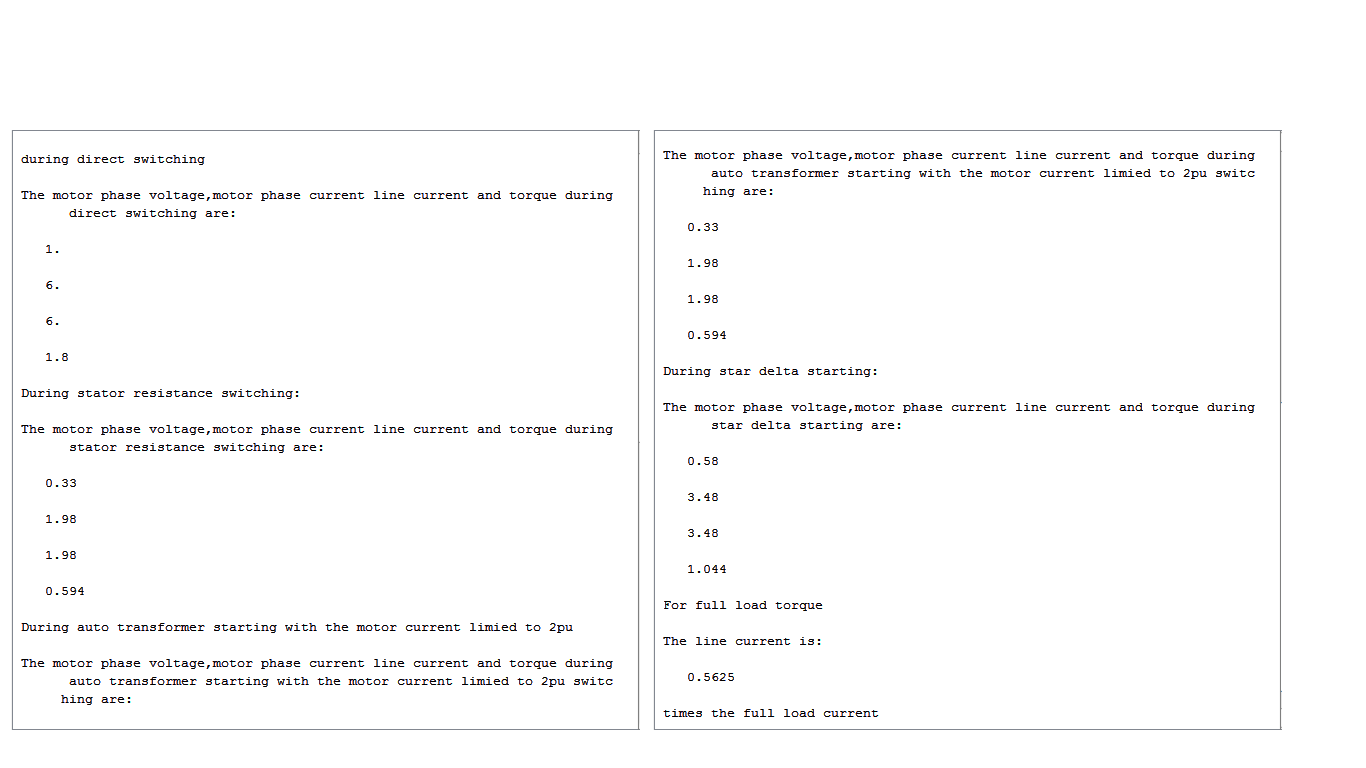 during direct switching
The motor phase voltage,motor phase current line current and torque during
direct switching are:
1.
6.
6.
1.8
During stator resistance switching:
The motor phase voltage,motor phase current line current and torque during
stator resistance switching are:
0.33
1.98
1.98
0.594
During auto transformer starting with the motor current limied to 2pu
The motor phase voltage,motor phase current line current and torque during
auto transformer starting with the motor current limied to 2pu switc
hing are:
The motor phase voltage,motor phase current line current and torque during
auto transformer starting with the motor current limied to 2pu switc
hing are:
0.33
1.98
1.98
0.594
During star delta starting:
The motor phase voltage,motor phase current line current and torque during
star delta starting are:
0.58
3.48
3.48
1.044
For full load torque
The line current is:
0.5625
times the full load current